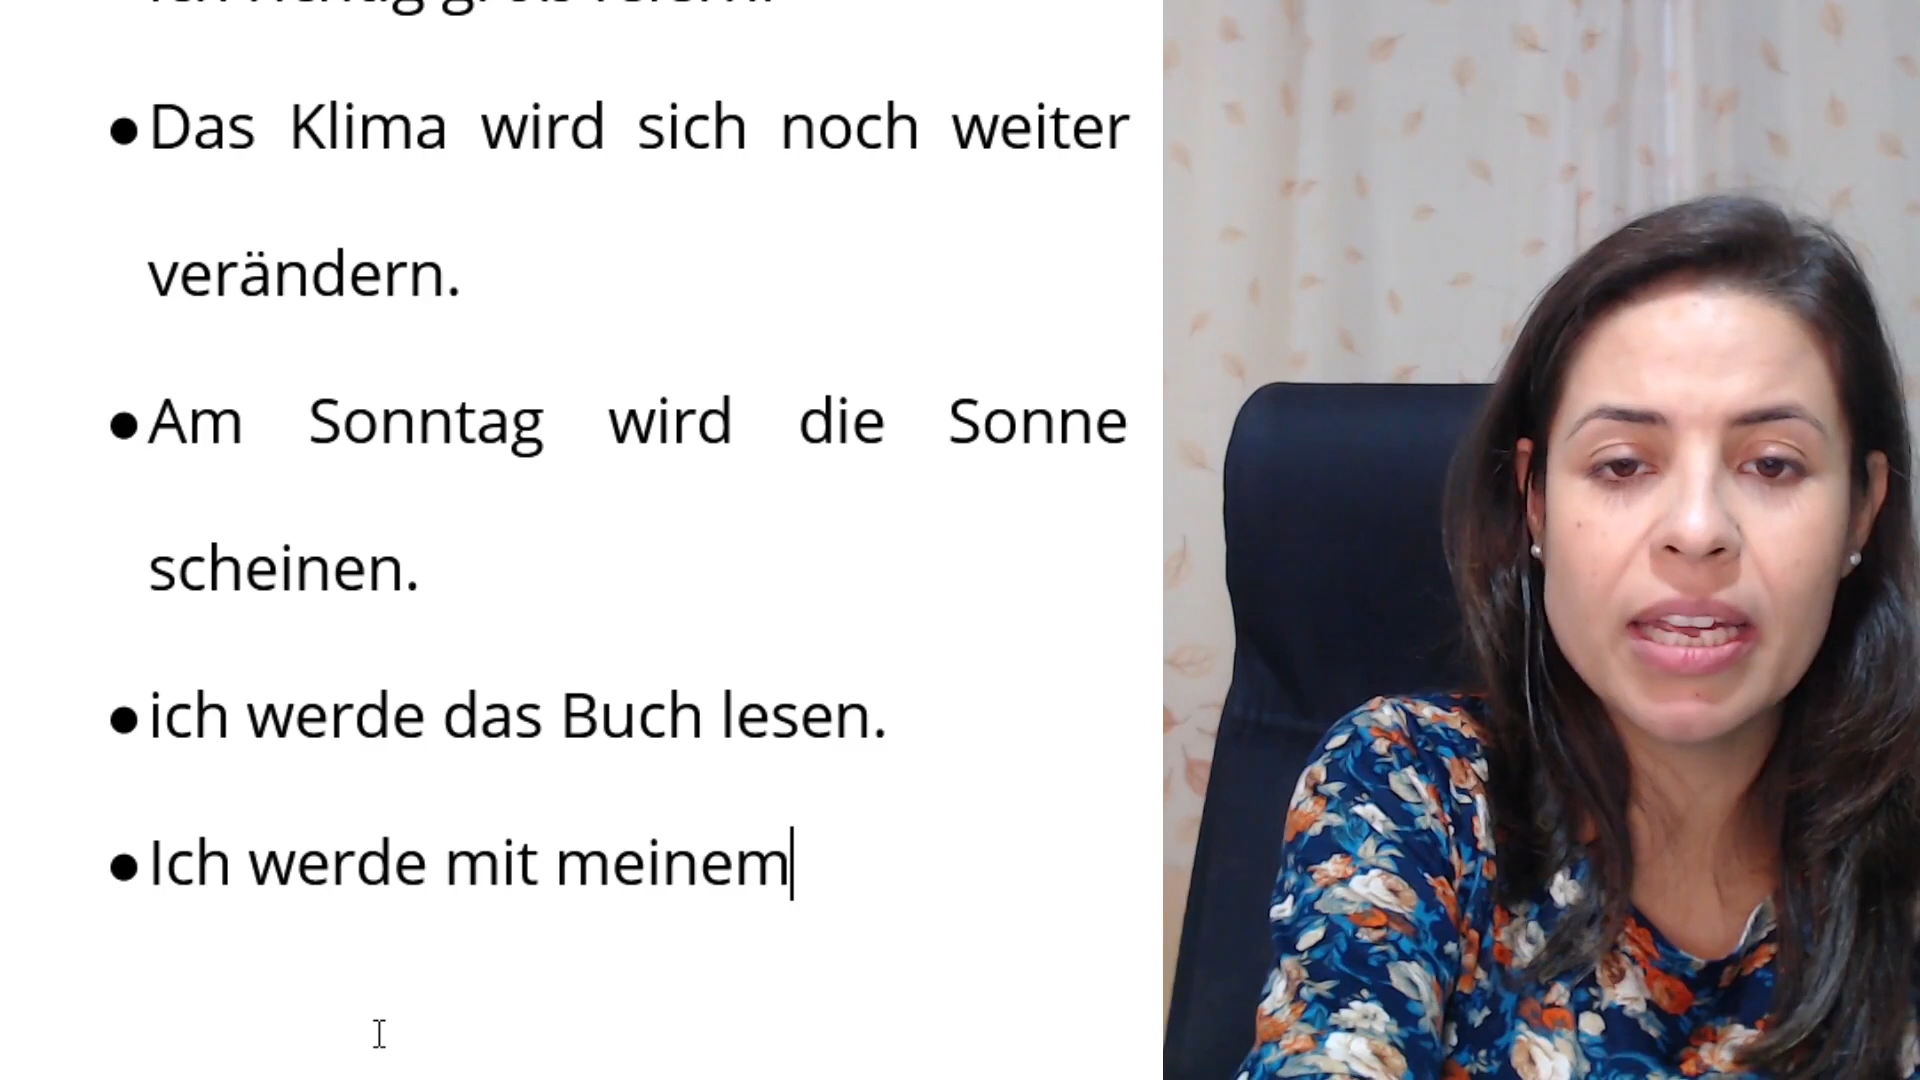 ● Das Klima wird sich noch weiter
verändern.
● Am Sonntag wird die Sonne
scheinen.
● ich werde das Buch lesen.
● Ich werde mit meinem